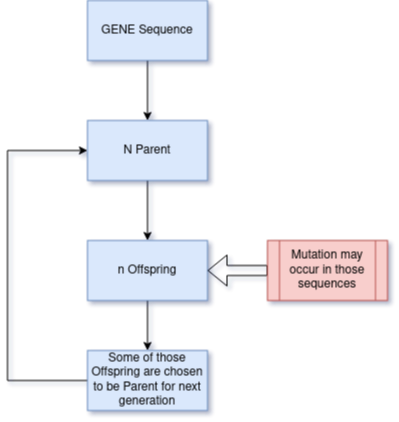 GENE Sequence
N Parent
n Offspring
Mutation may
occur in those
sequences
Some of those
Offspring are chosen
to be Parent for next
generation